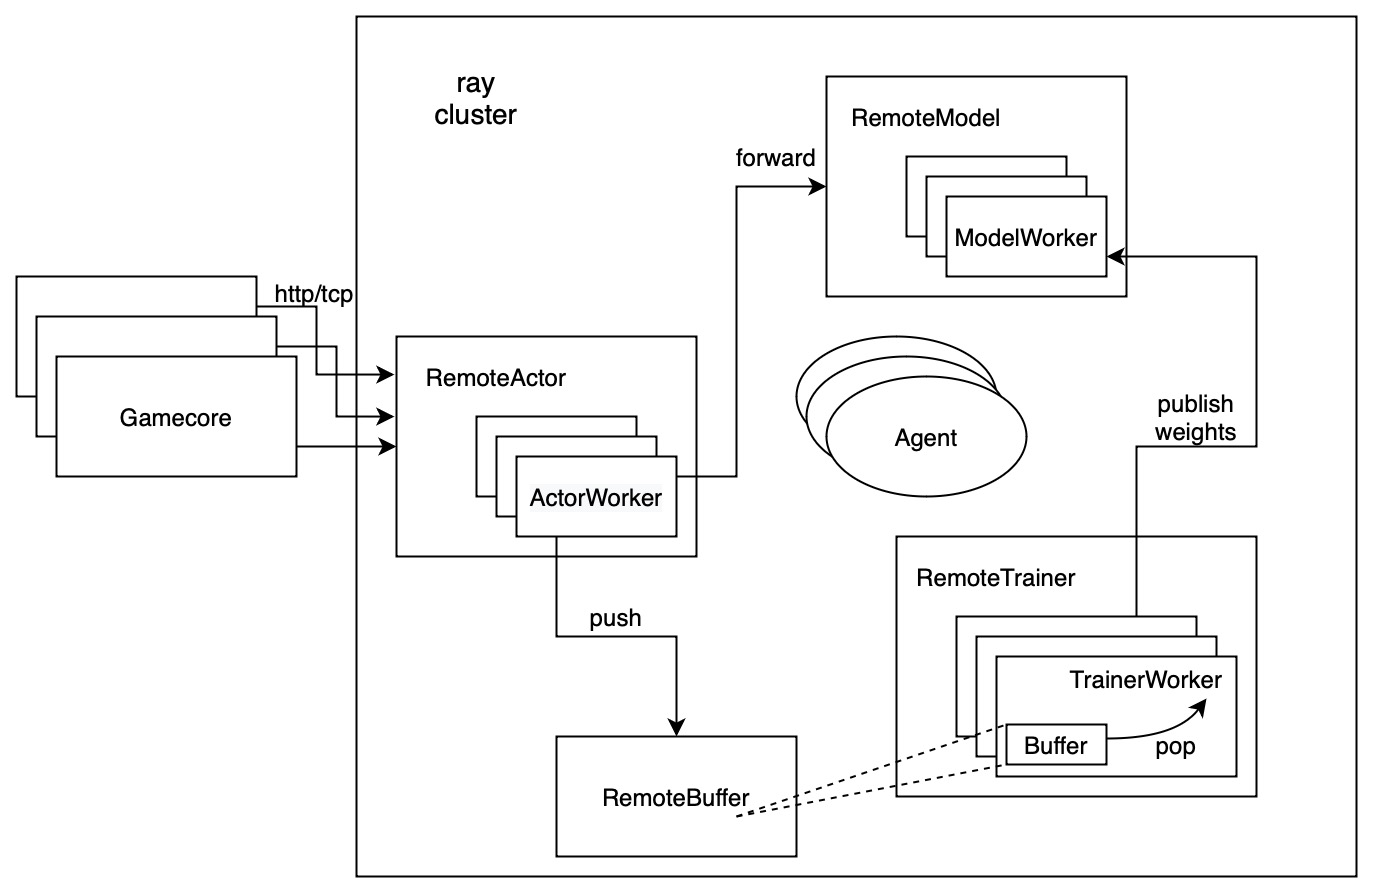 ray
cluster
RemoteModel
forward
ModelWorker
http/tcp
RemoteActor
Gamecore
publish
weights
Agent
ActorWorker
RemoteTrainer
push
TrainerWorker
Buffer
pop
RemoteBuffer